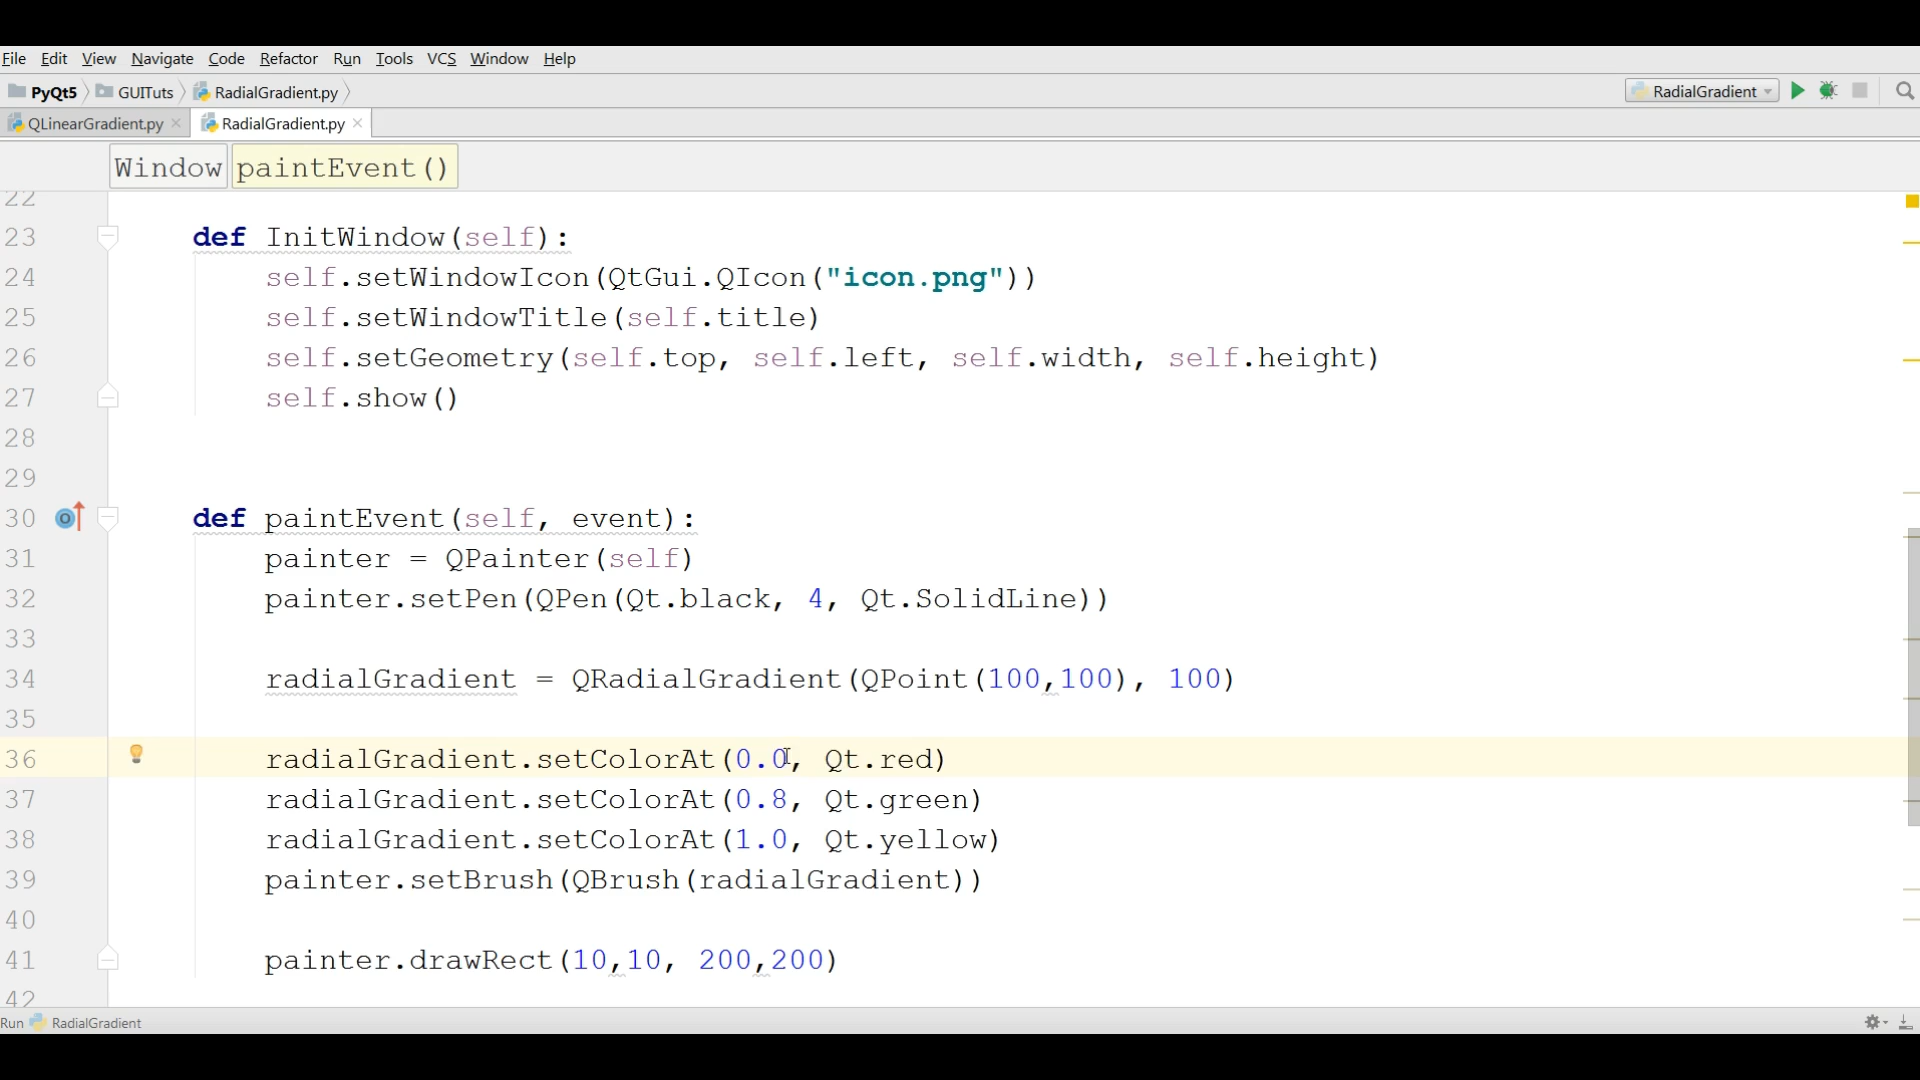 File Edit View Navigate Code Refactor Run Tools VCS Window Help
PyQt5 GUITuts RadialGradient.py RadialGradient
QLinearGradient.py RadialGradient.py
Window paintEvent()
22
23 def InitWindow(self):
24 self.setWindowIcon(QtGui.QIcon("icon.png"))
25 self.setWindowTitle(self.title)
26 self.setGeometry(self.top, self.left, self.width, self.height)
27 self.show()
28
29
30 def paintEvent(self, event):
31 painter = QPainter(self)
32 painter.setPen(QPen(Qt.black, 4, Qt.SolidLine))
33
34 radialGradient = QRadialGradient(QPoint(100,100), 100)
35
36 radialGradient.setColorAt(0.0, Qt.red)
37 radialGradient.setColorAt(0.8, Qt.green)
38 radialGradient.setColorAt(1.0, Qt.yellow)
39 painter.setBrush(QBrush(radialGradient))
40
41 painter.drawRect(10,10, 200,200)
42
Run RadialGradient